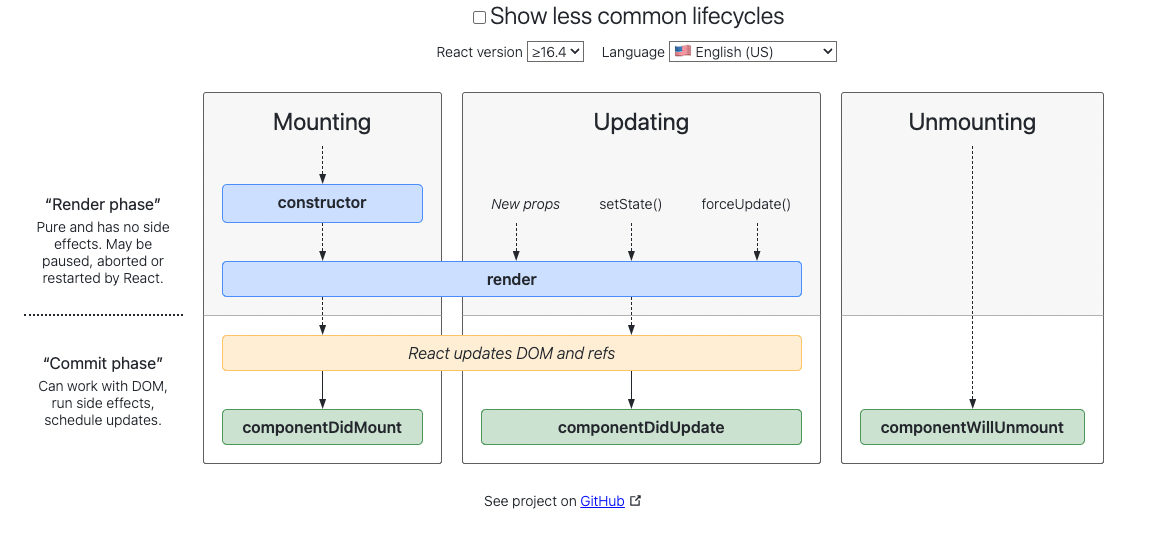 Show less common lifecycles
React version ≥16.4 Language 🇺🇸 English (US)
Mounting
Updating
Unmounting
“Render phase”
Pure and has no side
effects. May be
paused, aborted or
restarted by React.
constructor
New props
setState()
forceUpdate()
render
“Commit phase”
Can work with DOM,
run side effects,
schedule updates.
React updates DOM and refs
componentDidMount
componentDidUpdate
componentWillUnmount
See project on GitHub